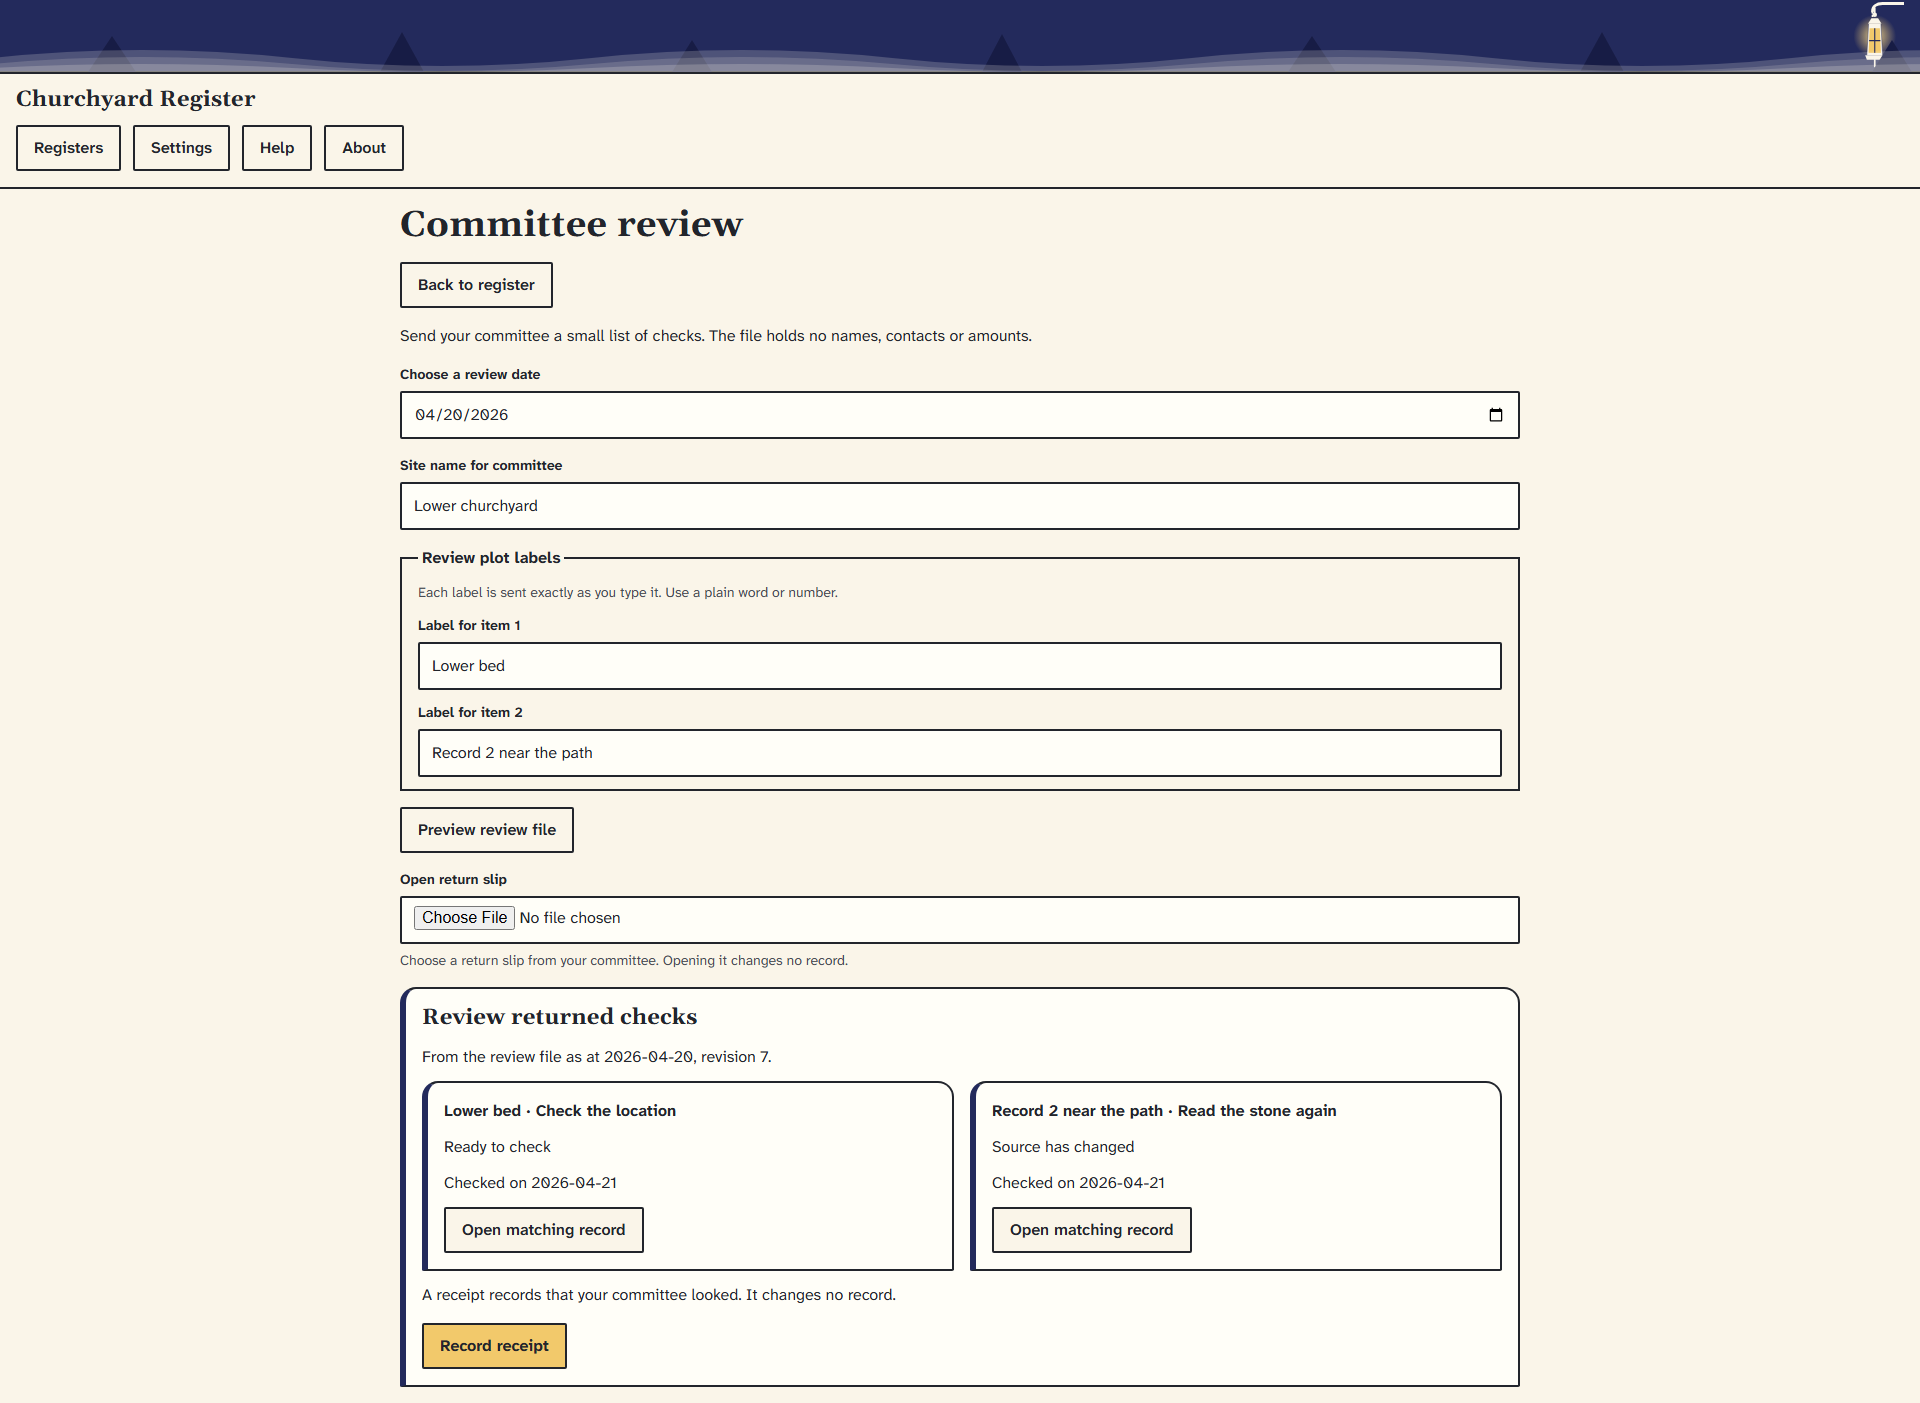 Churchyard Register
Registers
Settings
Help
About
Committee review
Back to register
Send your committee a small list of checks. The file holds no names, contacts or amounts.
Choose a review date
04/20/2026
Site name for committee
Lower churchyard
Review plot labels
Each label is sent exactly as you type it. Use a plain word or number.
Label for item 1
Lower bed
Label for item 2
Record 2 near the path
Preview review file
Open return slip
Choose File No file chosen
Choose a return slip from your committee. Opening it changes no record.
Review returned checks
From the review file as at 2026-04-20, revision 7.
Lower bed · Check the location
Ready to check
Checked on 2026-04-21
Open matching record
Record 2 near the path · Read the stone again
Source has changed
Checked on 2026-04-21
Open matching record
A receipt records that your committee looked. It changes no record.
Record receipt